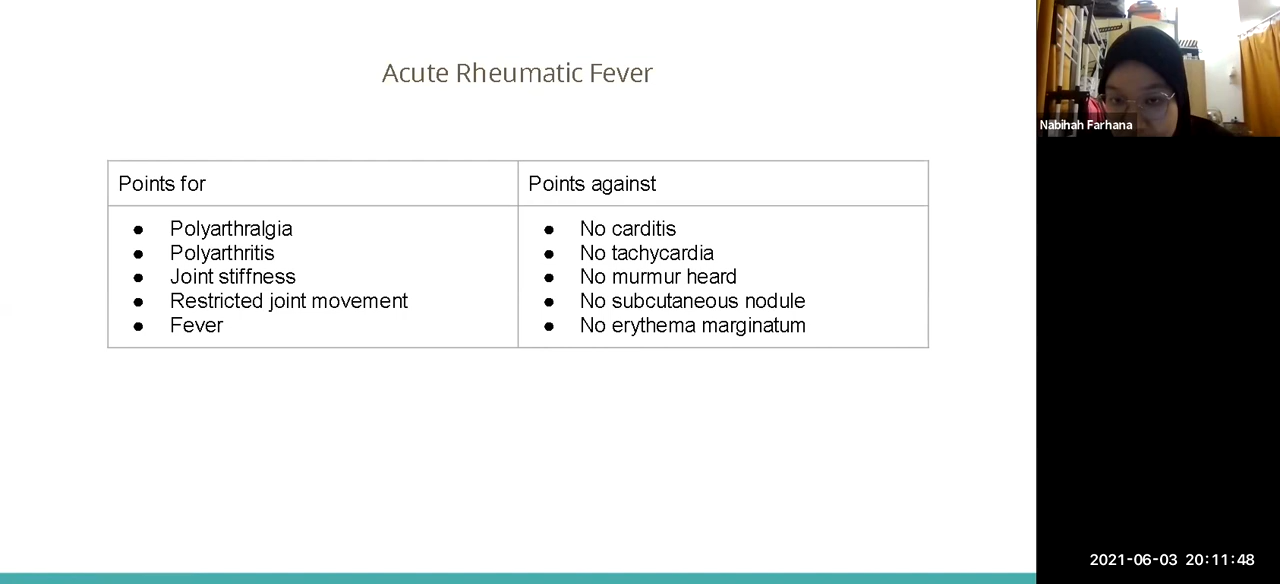 Acute Rheumatic Fever
Nabihah Farhana
Points for
Points against
● Polyarthralgia
● Polyarthritis
● Joint stiffness
● Restricted joint movement
● Fever
● No carditis
● No tachycardia
● No murmur heard
● No subcutaneous nodule
● No erythema marginatum
2021-06-03 20:11:48